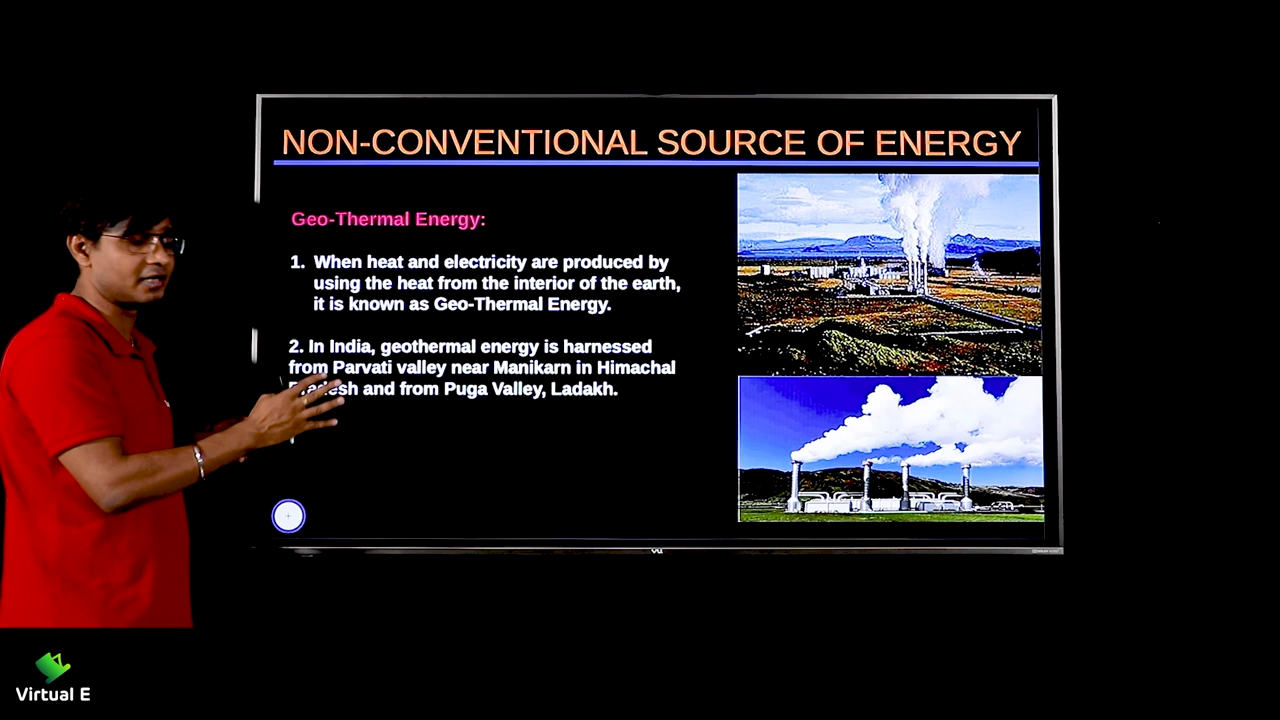 NON-CONVENTIONAL SOURCE OF ENERGY
Geo-Thermal Energy:
1. When heat and electricity are produced by
using the heat from the interior of the earth,
it is known as Geo-Thermal Energy.
2. In India, geothermal energy is harnessed
from Parvati valley near Manikarn in Himachal
Pradesh and from Puga Valley, Ladakh.
Vu
Virtual E